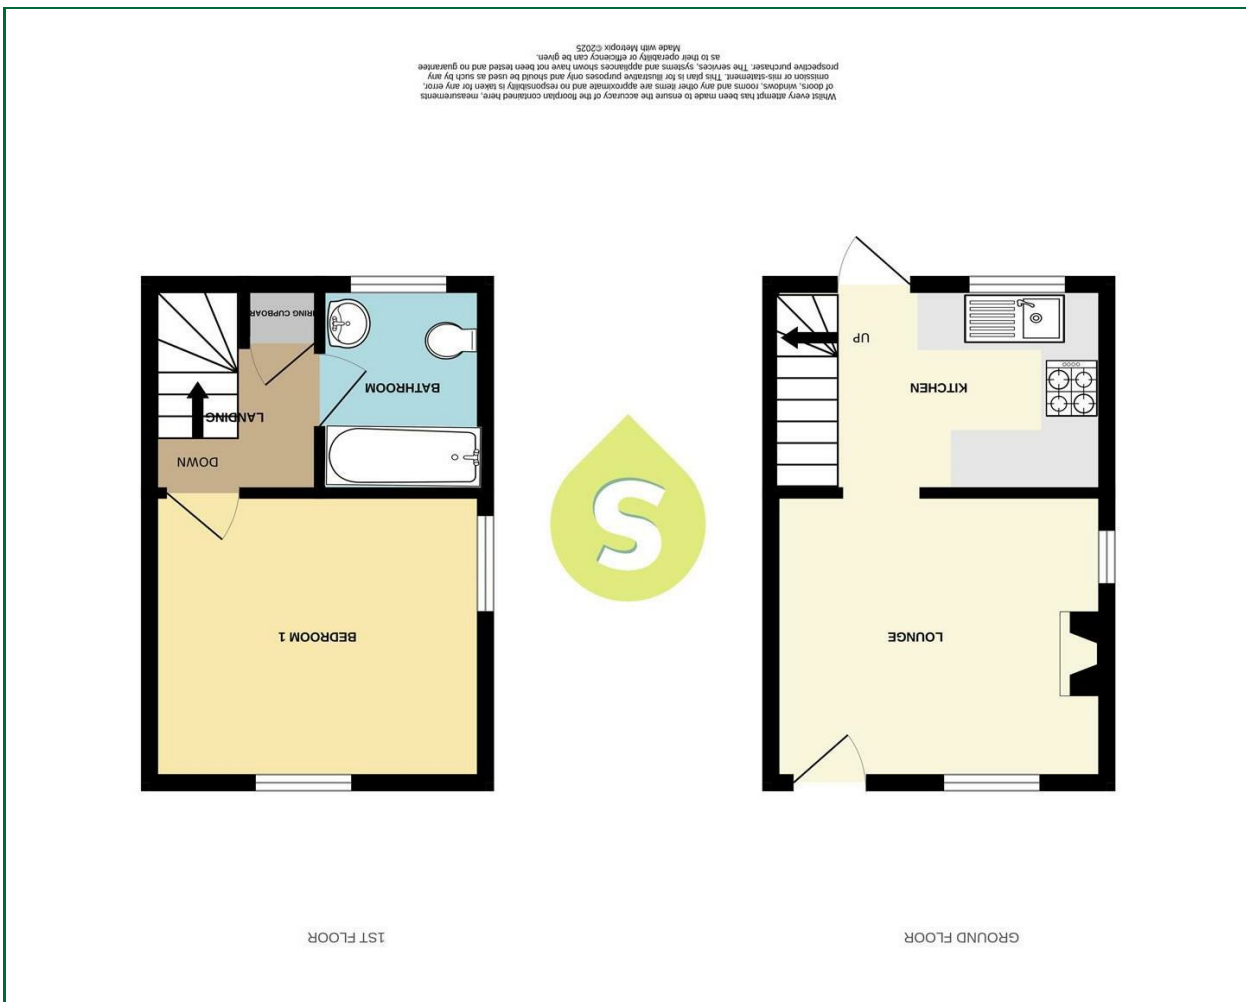 GROUND FLOOR
1ST FLOOR
LOUNGE
KITCHEN
UP
S
BEDROOM 1
DOWN
LANDING
BATHROOM
IRING CUPBOAR
Whilst every attempt has been made to ensure the accuracy of the floorplan contained here, measurements
of doors, windows, rooms and any other items are approximate and no responsibility is taken for any error,
omission or mis-statement. This plan is for illustrative purposes only and should be used as such by any
prospective purchaser. The services, systems and appliances shown have not been tested and no guarantee
as to their operability or efficiency can be given.
Made with Metropix ©2025